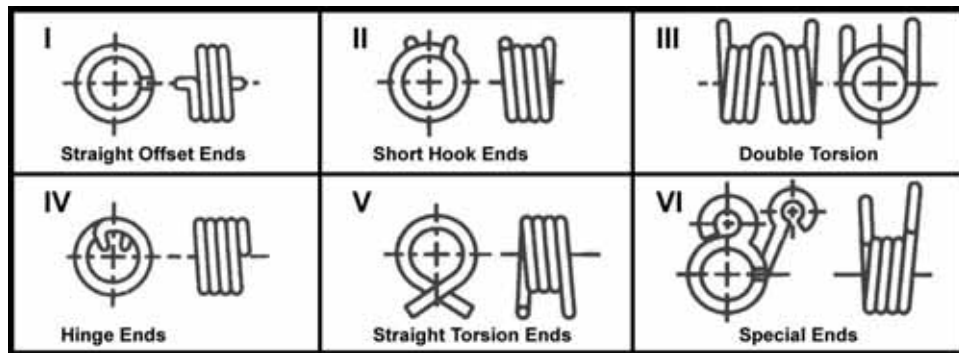 I
Straight Offset Ends
II
Short Hook Ends
III
Double Torsion
IV
Hinge Ends
V
Straight Torsion Ends
VI
Special Ends